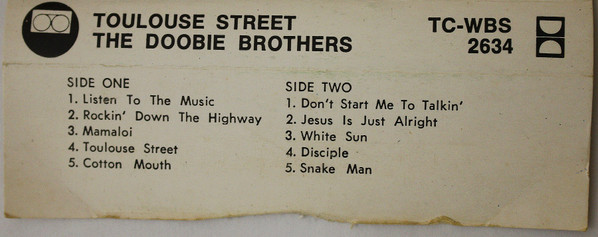 TOULOUSE STREET
THE DOOBIE BROTHERS
TC-WBS
2634
SIDE ONE
1. Listen To The Music
2. Rockin' Down The Highway
3. Mamaloi
4. Toulouse Street
5. Cotton Mouth
SIDE TWO
1. Don't Start Me To Talkin'
2. Jesus Is Just Alright
3. White Sun
4. Disciple
5. Snake Man